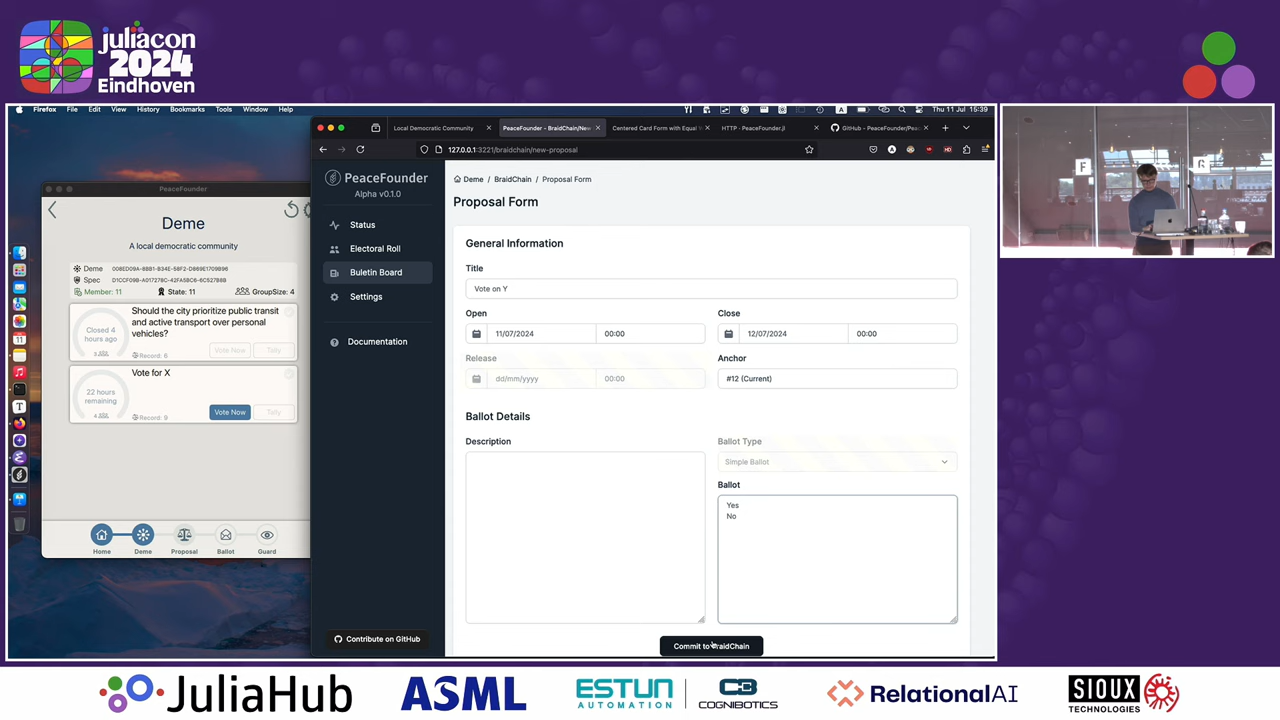 juliacon
2024
Eindhoven
Firefox File Edit View History Bookmarks Tools Window Help
Thu 11 Jul 15:39
Local Democratic Community
PeaceFounder - BraidChain/New
Centered Card Form with Equal
HTTP - PeaceFounder.jl
GitHub - PeaceFounder/Peac
127.0.0.1:3221/braidchain/new-proposal
PeaceFounder
Deme
A local democratic community
Deme
Spec
Member: 11 State: 11 GroupSize: 4
Closed 4
hours ago
Should the city prioritize public transit
and active transport over personal
vehicles?
Record: 6
Vote Now Tally
22 hours
remaining
4
Vote for X
Record: 9
Vote Now Tally
Home Deme Proposal Ballot Guard
PeaceFounder
Alpha v0.1.0
Status
Electoral Roll
Buletin Board
Settings
Documentation
Contribute on GitHub
Deme / BraidChain / Proposal Form
Proposal Form
General Information
Title
Vote on Y
Open
11/07/2024 00:00
Close
12/07/2024 00:00
Release
dd/mm/yyyy 00:00
Anchor
#12 (Current)
Ballot Details
Description
Ballot Type
Simple Ballot
Ballot
Yes
No
Commit to BraidChain
F
JuliaHub
ASML
ESTUN
AUTOMATION
C3
COGNIBOTICS
RelationalAI
SIOUX
TECHNOLOGIES